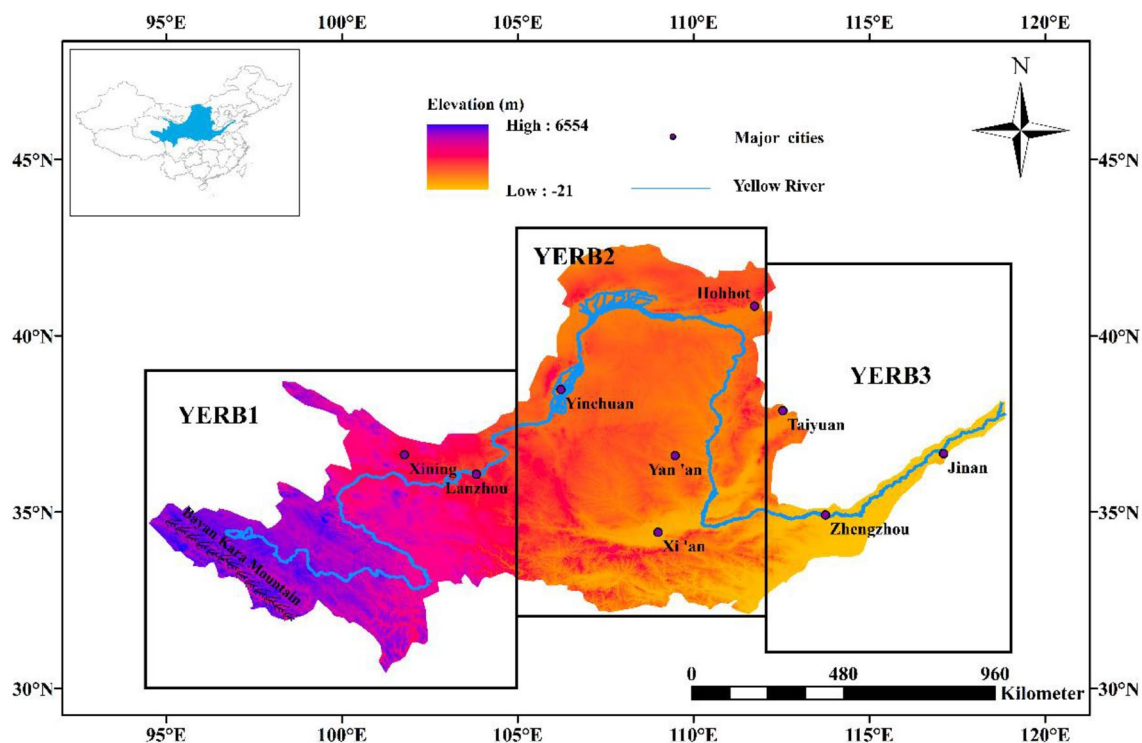 95°E 100°E 105°E 110°E 115°E 120°E
N
Elevation (m)
High : 6554
Low : -21
Major cities
Yellow River
45°N 45°N
YERB2
Hohhot
40°N 40°N
YERB3
YERB1
Yinchuan
Taiyuan
Xining
Yan 'an
Jinan
Lanzhou
35°N 35°N
Bayan Kara Mountain
Zhengzhou
Xi 'an
0 480 960
30°N 30°N
Kilometer
95°E 100°E 105°E 110°E 115°E 120°E